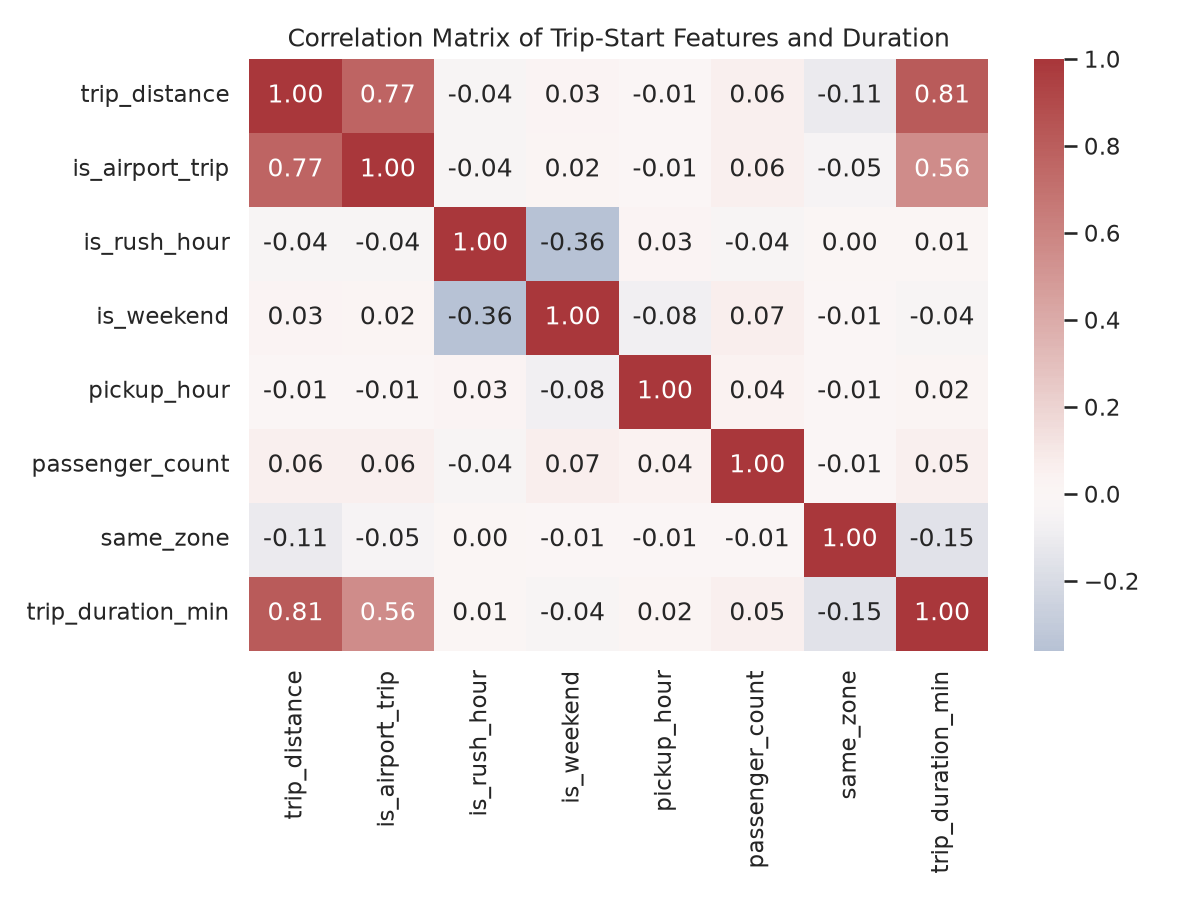 Correlation Matrix of Trip-Start Features and Duration
trip_distance 1.00 0.77 -0.04 0.03 -0.01 0.06 -0.11 0.81
is_airport_trip 0.77 1.00 -0.04 0.02 -0.01 0.06 -0.05 0.56
is_rush_hour -0.04 -0.04 1.00 -0.36 0.03 -0.04 0.00 0.01
is_weekend 0.03 0.02 -0.36 1.00 -0.08 0.07 -0.01 -0.04
pickup_hour -0.01 -0.01 0.03 -0.08 1.00 0.04 -0.01 0.02
passenger_count 0.06 0.06 -0.04 0.07 0.04 1.00 -0.01 0.05
same_zone -0.11 -0.05 0.00 -0.01 -0.01 -0.01 1.00 -0.15
trip_duration_min 0.81 0.56 0.01 -0.04 0.02 0.05 -0.15 1.00
trip_distance
is_airport_trip
is_rush_hour
is_weekend
pickup_hour
passenger_count
same_zone
trip_duration_min
1.0
0.8
0.6
0.4
0.2
0.0
−0.2